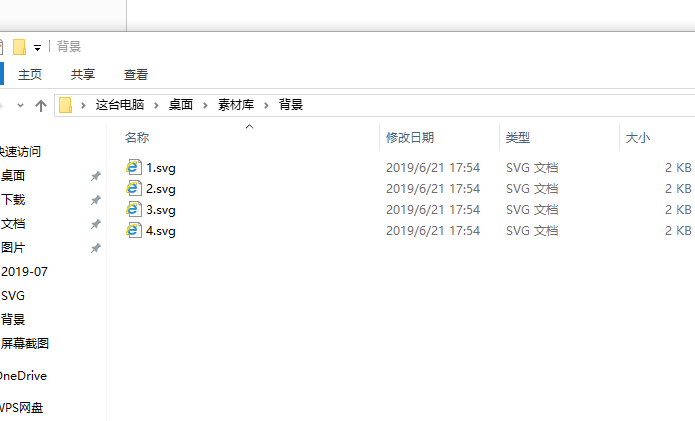 背景
主页 共享 查看
这台电脑 桌面 素材库 背景
名称 修改日期 类型 大小
1.svg 2019/6/21 17:54 SVG 文档 2 KB
2.svg 2019/6/21 17:54 SVG 文档 2 KB
3.svg 2019/6/21 17:54 SVG 文档 2 KB
4.svg 2019/6/21 17:54 SVG 文档 2 KB
快速访问
桌面
下载
文档
图片
2019-07
SVG
背景
屏幕截图
OneDrive
WPS网盘